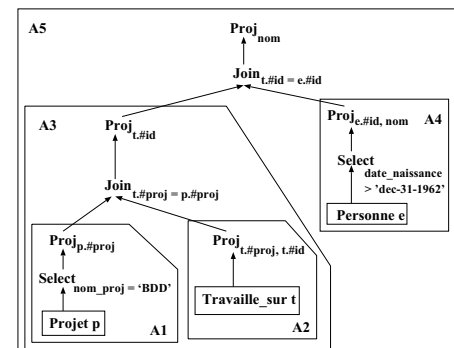 A5
Proj nom
Join t.#id = e.#id
A3
Proj t.#id
Proj e.#id, nom
A4
Select date_naissance > 'dec-31-1962'
Personne e
Join t.#proj = p.#proj
Proj p.#proj
Proj t.#proj, t.#id
Select nom_proj = ‘BDD’
Travaille_sur t
Projet p
A1
A2